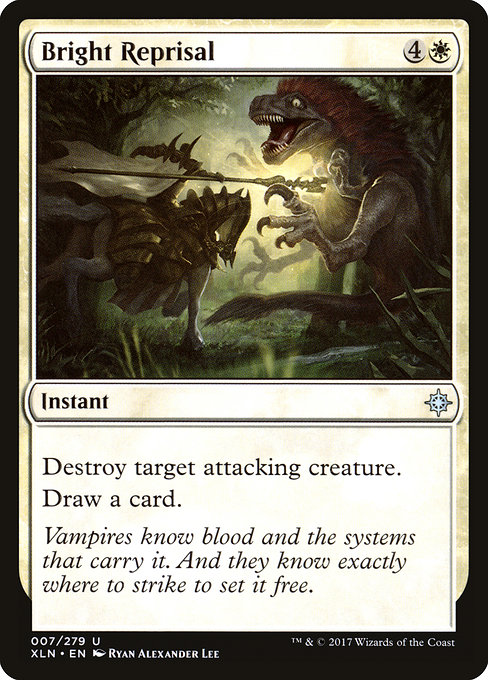 Bright Reprisal 4
Instant
Destroy target attacking creature.
Draw a card.
Vampires know blood and the systems
that carry it. And they know exactly
where to strike to set it free.
007/279 U
XLN • EN Ryan Alexander Lee
™ & © 2017 Wizards of the Coast